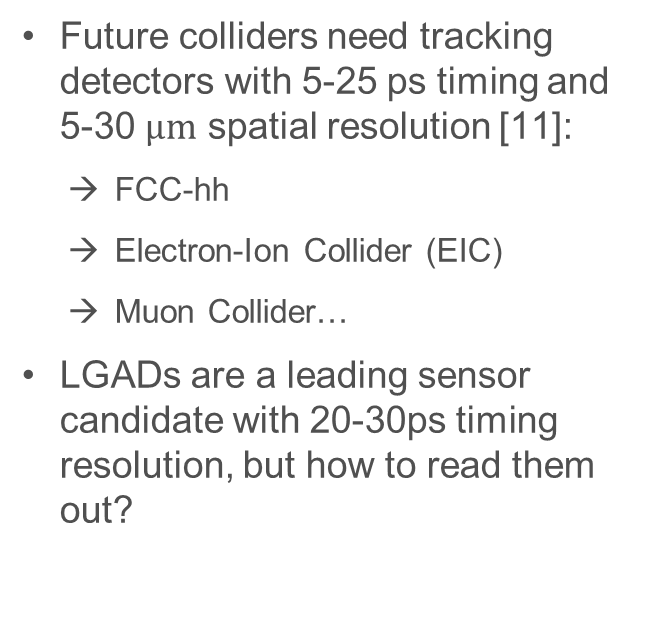 • Future colliders need tracking
detectors with 5-25 ps timing and
5-30 μm spatial resolution [11]:
→ FCC-hh
→ Electron-Ion Collider (EIC)
→ Muon Collider…
• LGADs are a leading sensor
candidate with 20-30ps timing
resolution, but how to read them
out?